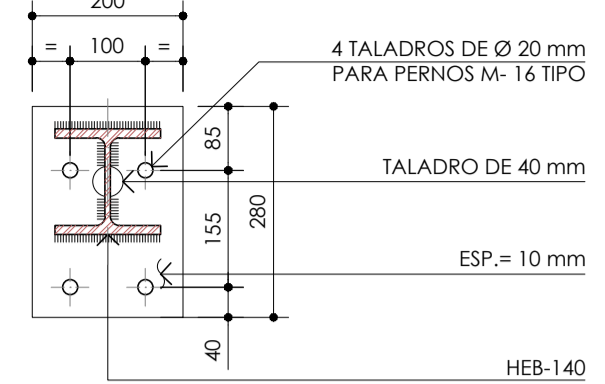 200
= 100 =
4 TALADROS DE Ø 20 mm
PARA PERNOS M- 16 TIPO
85
TALADRO DE 40 mm
155
280
ESP.= 10 mm
40
HEB-140